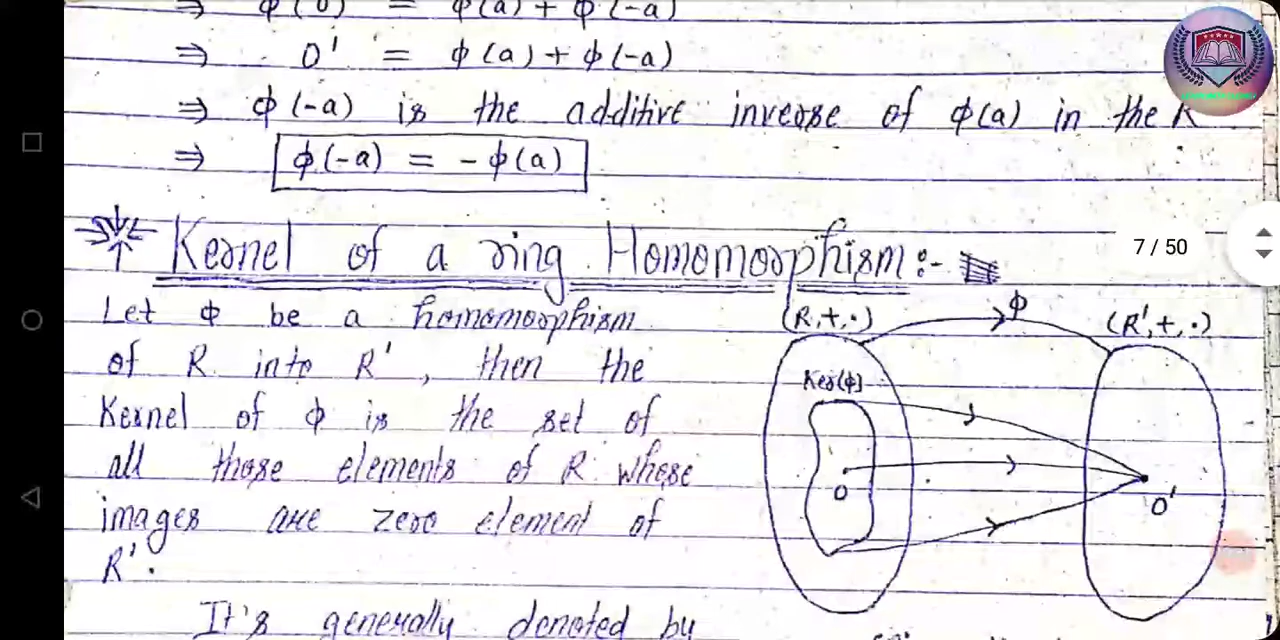 ⇒ ϕ(0) = ϕ(a) + ϕ(-a)
⇒ 0' = ϕ(a) + ϕ(-a)
⇒ ϕ(-a) is the additive inverse of ϕ(a) in the R
⇒ ϕ(-a) = -ϕ(a)
Kernel of a ring Homomorphism :-
7 / 50
Let ϕ be a homomorphism
of R into R', then the
Kernel of ϕ is the set of
all those elements of R whose
images are zero element of
R'.
(R,+,·)
ϕ
(R',+,·)
Ker(ϕ)
0
0'
It's generally denoted by